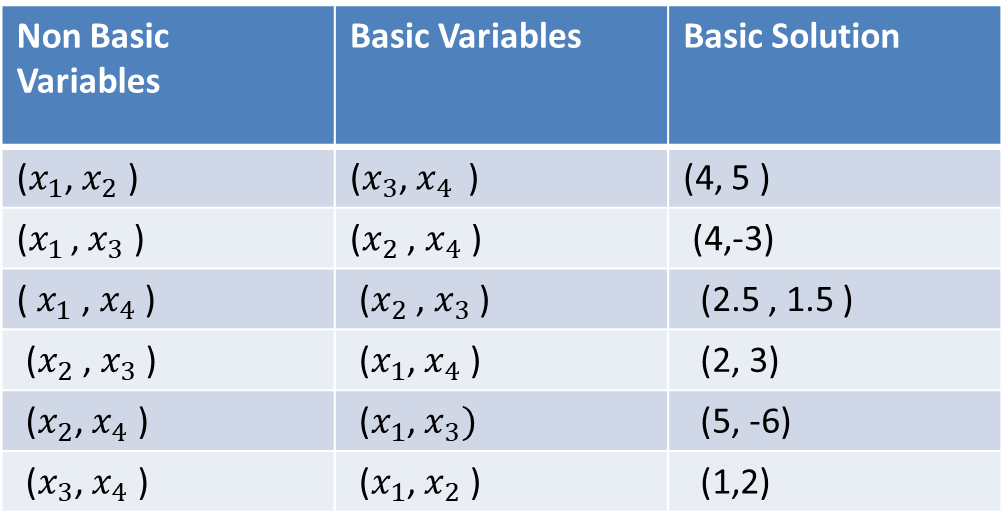 Non Basic Variables | Basic Variables | Basic Solution
(x₁, x₂ ) | (x₃, x₄ ) | (4, 5 )
(x₁ , x₃ ) | (x₂ , x₄ ) | (4,-3)
( x₁ , x₄ ) | (x₂ , x₃ ) | (2.5 , 1.5 )
(x₂ , x₃ ) | (x₁, x₄ ) | (2, 3)
(x₂, x₄ ) | (x₁, x₃) | (5, -6)
(x₃, x₄ ) | (x₁, x₂ ) | (1,2)